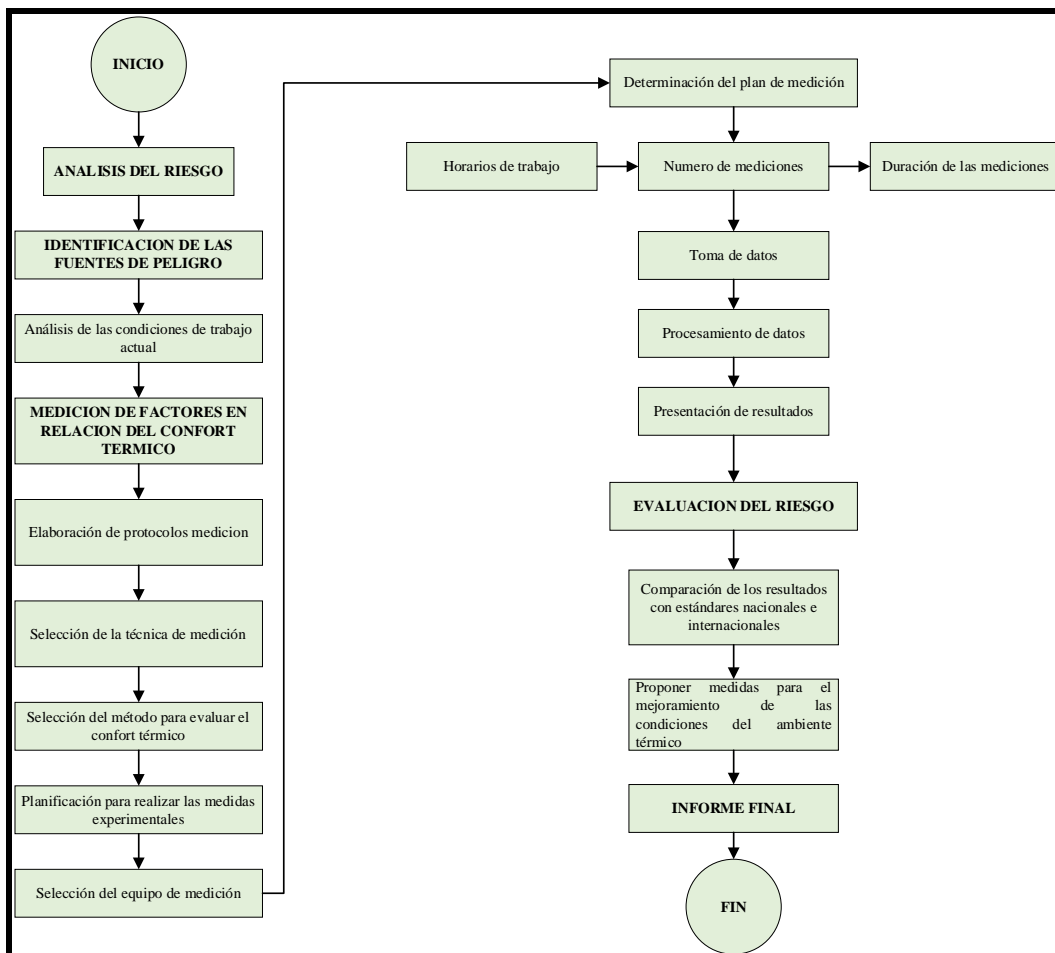 INICIO
ANALISIS DEL RIESGO
IDENTIFICACION DE LAS
FUENTES DE PELIGRO
Análisis de las condiciones de trabajo
actual
MEDICION DE FACTORES EN
RELACION DEL CONFORT
TERMICO
Elaboración de protocolos medicion
Selección de la técnica de medición
Selección del método para evaluar el
confort térmico
Planificación para realizar las medidas
experimentales
Selección del equipo de medición
Determinación del plan de medición
Horarios de trabajo
Numero de mediciones
Duración de las mediciones
Toma de datos
Procesamiento de datos
Presentación de resultados
EVALUACION DEL RIESGO
Comparación de los resultados
con estándares nacionales e
internacionales
Proponer medidas para el
mejoramiento de las
condiciones del ambiente
térmico
INFORME FINAL
FIN